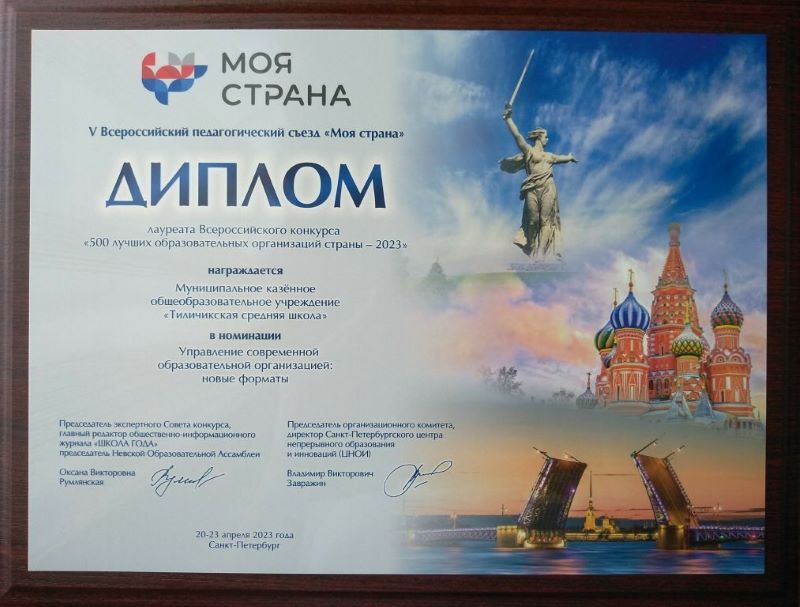 МОЯ
СТРАНА
V Всероссийский педагогический съезд «Моя страна»
ДИПЛОМ
лауреата Всероссийского конкурса
«500 лучших образовательных организаций страны – 2023»
награждается
Муниципальное казённое
общеобразовательное учреждение
«Тиличикская средняя школа»
в номинации
Управление современной
образовательной организацией:
новые форматы
Председатель экспертного Совета конкурса,
главный редактор общественно-информационного
журнала «ШКОЛА ГОДА»
председатель Невской Образовательной Ассамблеи
Оксана Викторовна
Румлянская
Председатель организационного комитета,
директор Санкт-Петербургского центра
непрерывного образования
и инноваций (ЦНОИ)
Владимир Викторович
Завражин
20-23 апреля 2023 года
Санкт-Петербург